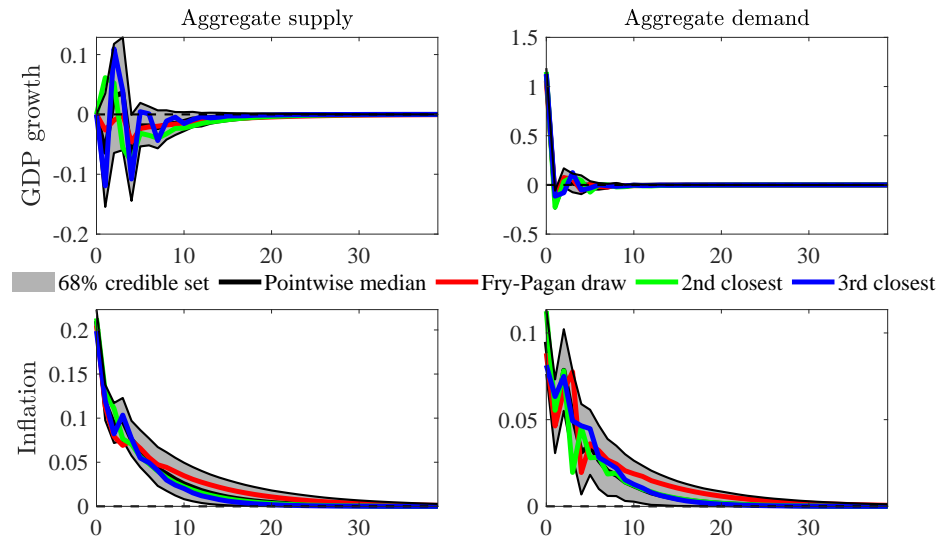 Aggregate supply
Aggregate demand
GDP growth
0.1
0
-0.1
-0.2
0 10 20 30
1.5
1
0.5
0
-0.5
0 10 20 30
68% credible set Pointwise median Fry-Pagan draw 2nd closest 3rd closest
Inflation
0.2
0.15
0.1
0.05
0
0 10 20 30
0.1
0.05
0
0 10 20 30